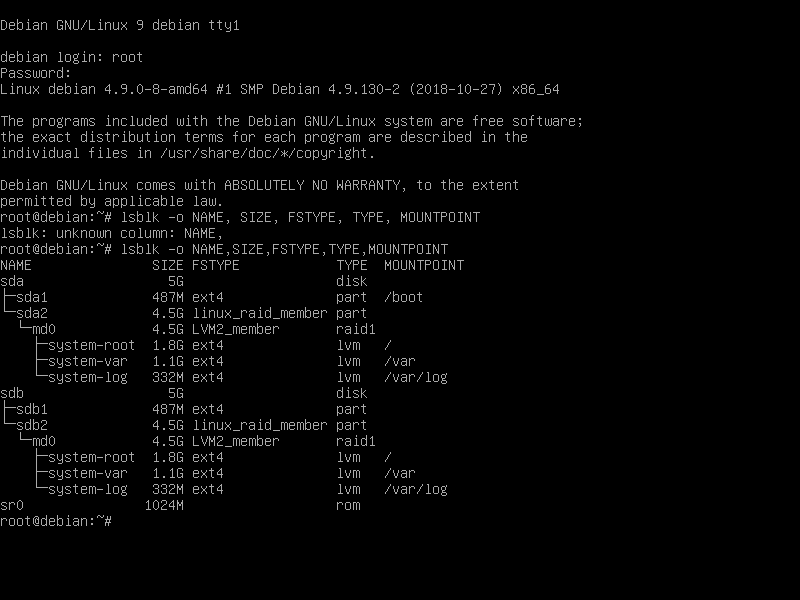 Debian GNU/Linux 9 debian tty1
debian login: root
Password:
Linux debian 4.9.0-8-amd64 #1 SMP Debian 4.9.130-2 (2018-10-27) x86_64
The programs included with the Debian GNU/Linux system are free software;
the exact distribution terms for each program are described in the
individual files in /usr/share/doc/*/copyright.
Debian GNU/Linux comes with ABSOLUTELY NO WARRANTY, to the extent
permitted by applicable law.
root@debian:~# lsblk -o NAME, SIZE, FSTYPE, TYPE, MOUNTPOINT
lsblk: unknown column: NAME,
root@debian:~# lsblk -o NAME,SIZE,FSTYPE,TYPE,MOUNTPOINT
NAME                SIZE FSTYPE            TYPE  MOUNTPOINT
sda                   5G                   disk
├─sda1              487M ext4              part  /boot
└─sda2              4.5G linux_raid_member part
  └─md0             4.5G LVM2_member       raid1
    ├─system-root   1.8G ext4              lvm   /
    ├─system-var    1.1G ext4              lvm   /var
    └─system-log    332M ext4              lvm   /var/log
sdb                   5G                   disk
├─sdb1              487M ext4              part
└─sdb2              4.5G linux_raid_member part
  └─md0             4.5G LVM2_member       raid1
    ├─system-root   1.8G ext4              lvm   /
    ├─system-var    1.1G ext4              lvm   /var
    └─system-log    332M ext4              lvm   /var/log
sr0                1024M                   rom
root@debian:~#